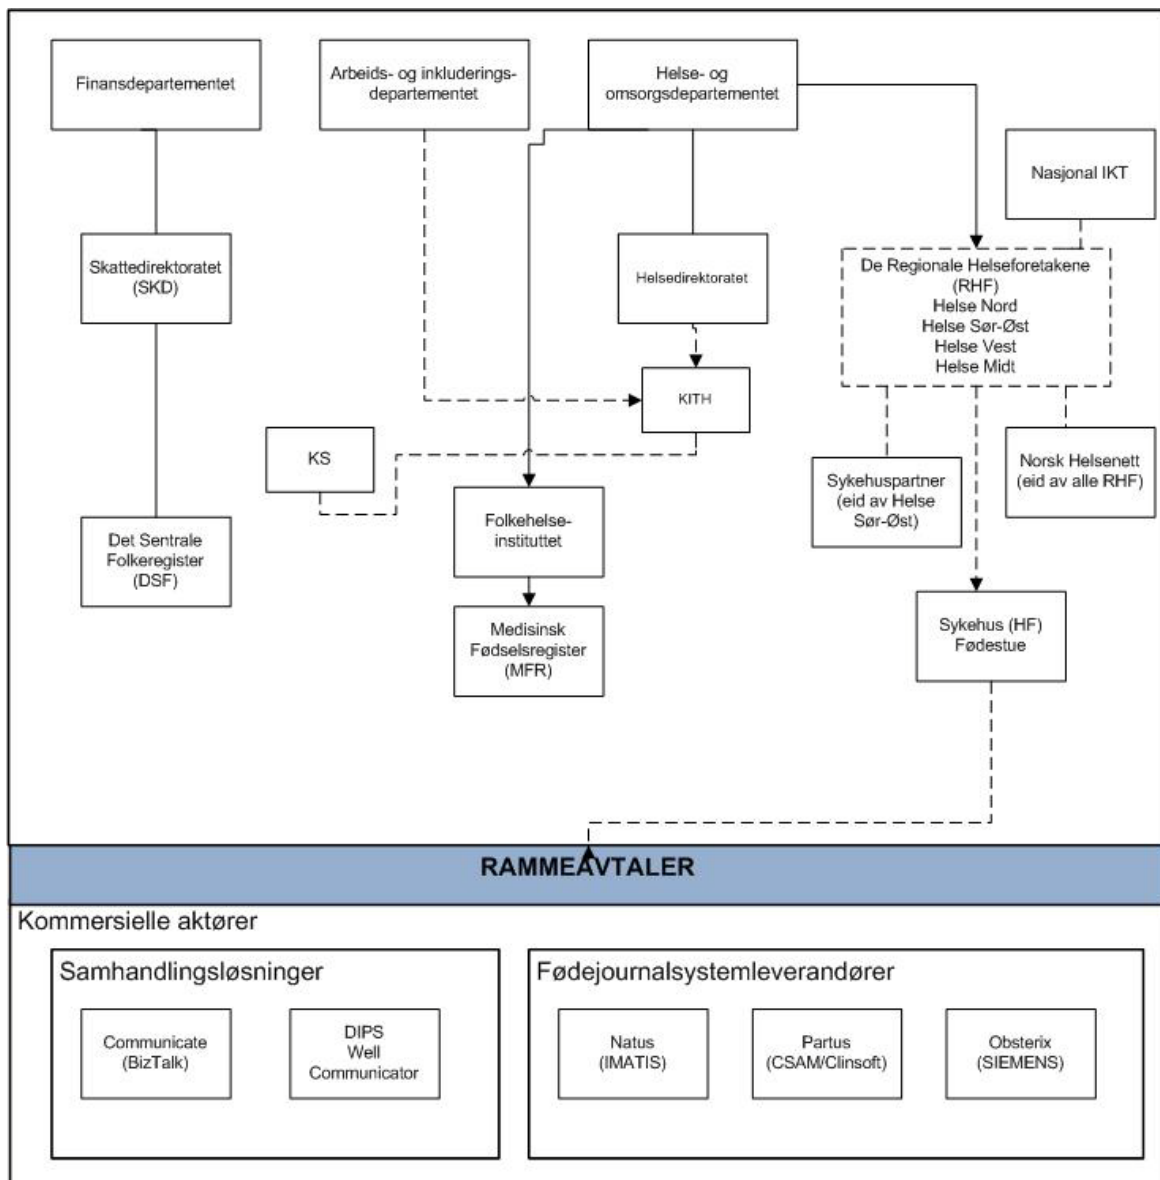 Finansdepartementet
Arbeids- og inkluderings-
departementet
Helse- og
omsorgsdepartementet
Nasjonal IKT
Skattedirektoratet
(SKD)
Helsedirektoratet
De Regionale Helseforetakene
(RHF)
Helse Nord
Helse Sør-Øst
Helse Vest
Helse Midt
KITH
KS
Sykehuspartner
(eid av Helse
Sør-Øst)
Norsk Helsenett
(eid av alle RHF)
Det Sentrale
Folkeregister
(DSF)
Folkehelse-
instituttet
Medisinsk
Fødselsregister
(MFR)
Sykehus (HF)
Fødestue
RAMMEAVTALER
Kommersielle aktører
Samhandlingsløsninger
Communicate
(BizTalk)
DIPS
Well
Communicator
Fødejournalsystemleverandører
Natus
(IMATIS)
Partus
(CSAM/Clinsoft)
Obsterix
(SIEMENS)